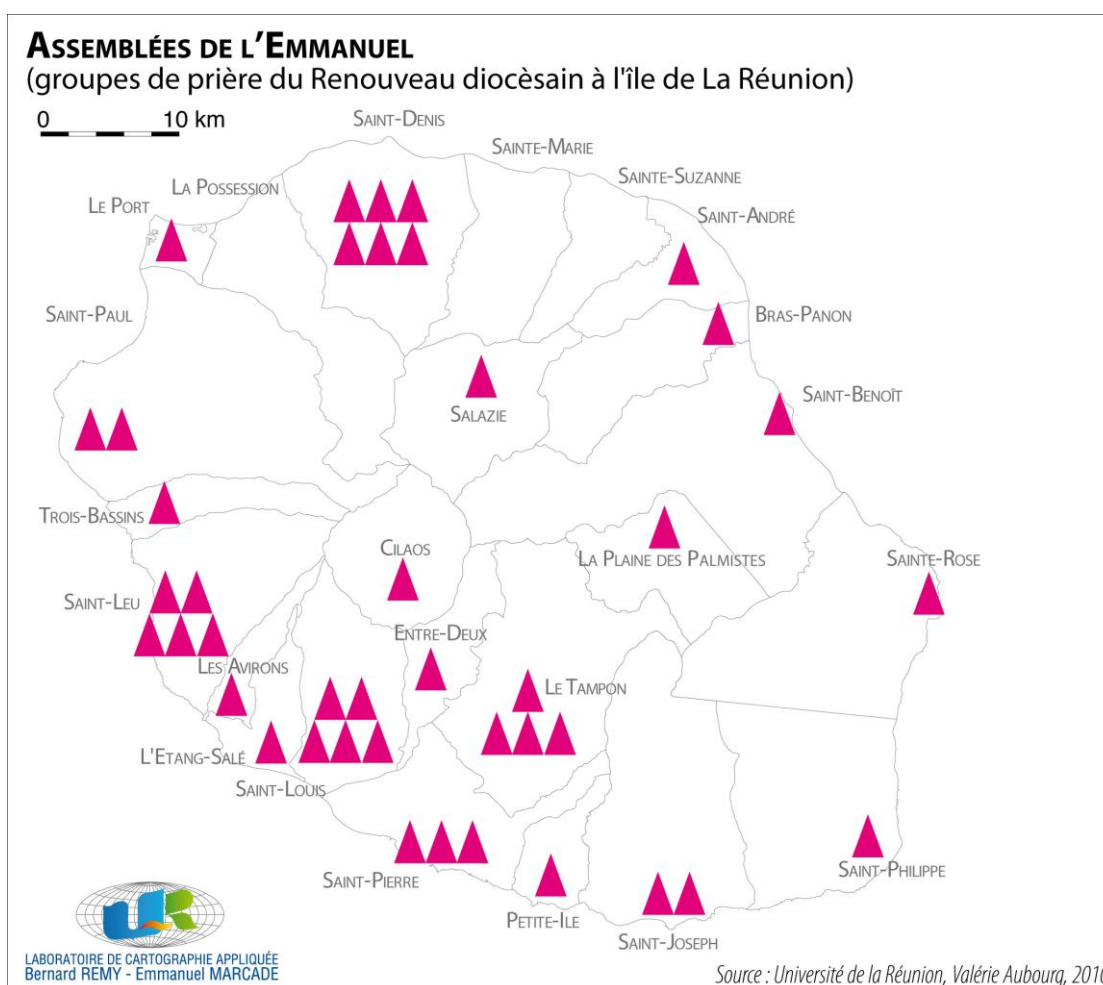 Assemblées de l'Emmanuel
(groupes de prière du Renouveau diocèsain à l'île de La Réunion)
0 10 km
Saint-Denis
Sainte-Marie
Sainte-Suzanne
La Possession
Le Port
Saint-André
Saint-Paul
Bras-Panon
Saint-Benoît
Salazie
Trois-Bassins
Cilaos
La Plaine des Palmistes
Sainte-Rose
Saint-Leu
Entre-Deux
Les Avirons
Le Tampon
L'Etang-Salé
Saint-Louis
Saint-Pierre
Saint-Philippe
Petite-Ile
Saint-Joseph
LABORATOIRE DE CARTOGRAPHIE APPLIQUÉE
Bernard REMY - Emmanuel MARCADE
Source : Université de la Réunion, Valérie Aubourg, 2010